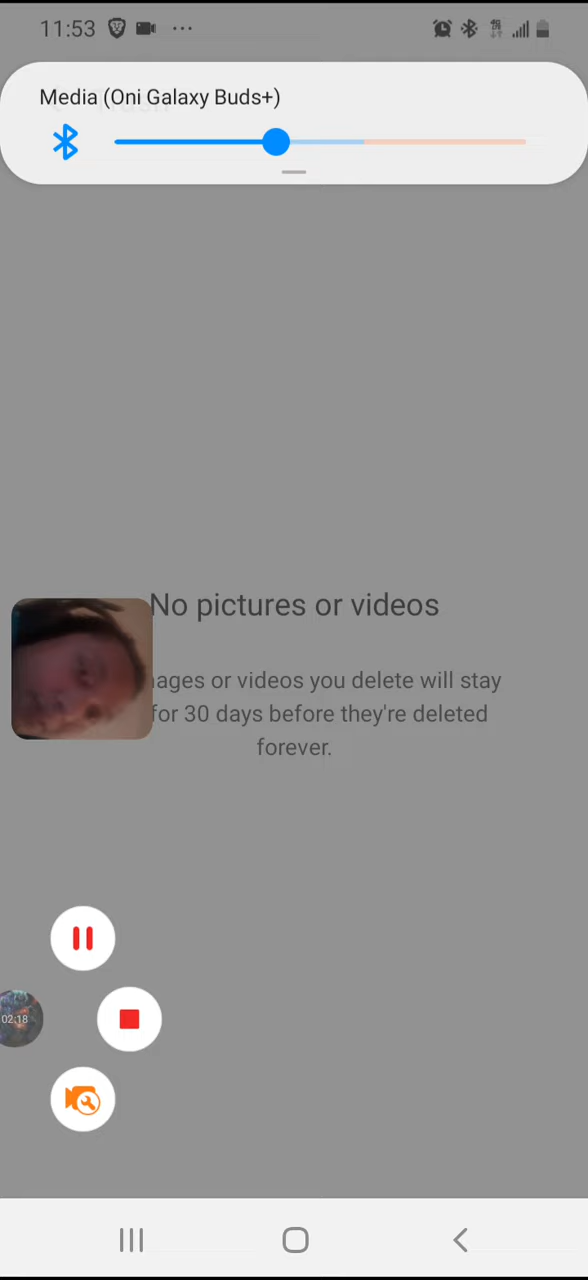 11:53
Media (Oni Galaxy Buds+)
No pictures or videos
ages or videos you delete will stay
for 30 days before they're deleted
forever.
02:18